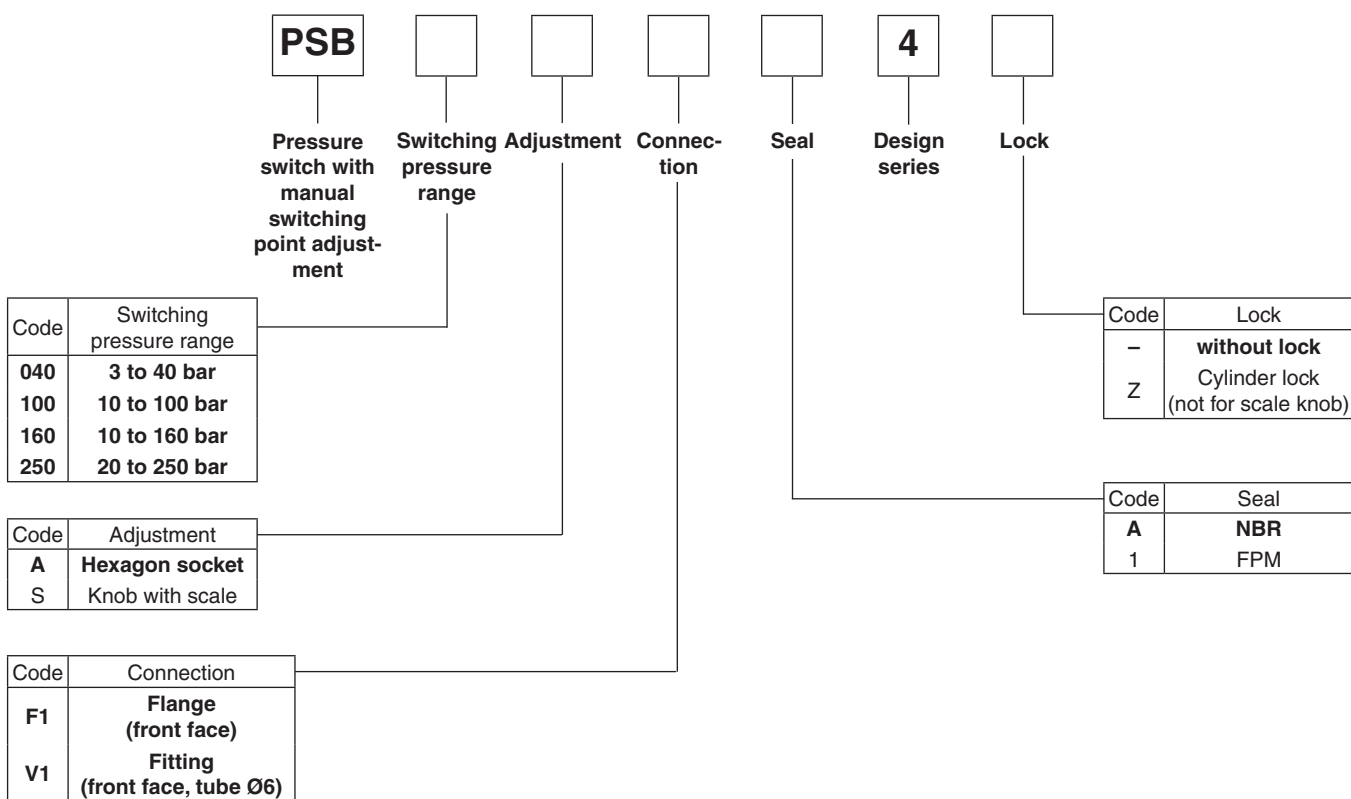 PSB 4
Pressure
switch with
manual
switching
point adjust-
ment
Switching
pressure
range
Adjustment
Connec-
tion
Seal
Design
series
Lock
Code Switching
pressure range
040 3 to 40 bar
100 10 to 100 bar
160 10 to 160 bar
250 20 to 250 bar
Code Adjustment
A Hexagon socket
S Knob with scale
Code Connection
F1 Flange
(front face)
V1 Fitting
(front face, tube Ø6)
Code Lock
– without lock
Z Cylinder lock
(not for scale knob)
Code Seal
A NBR
1 FPM